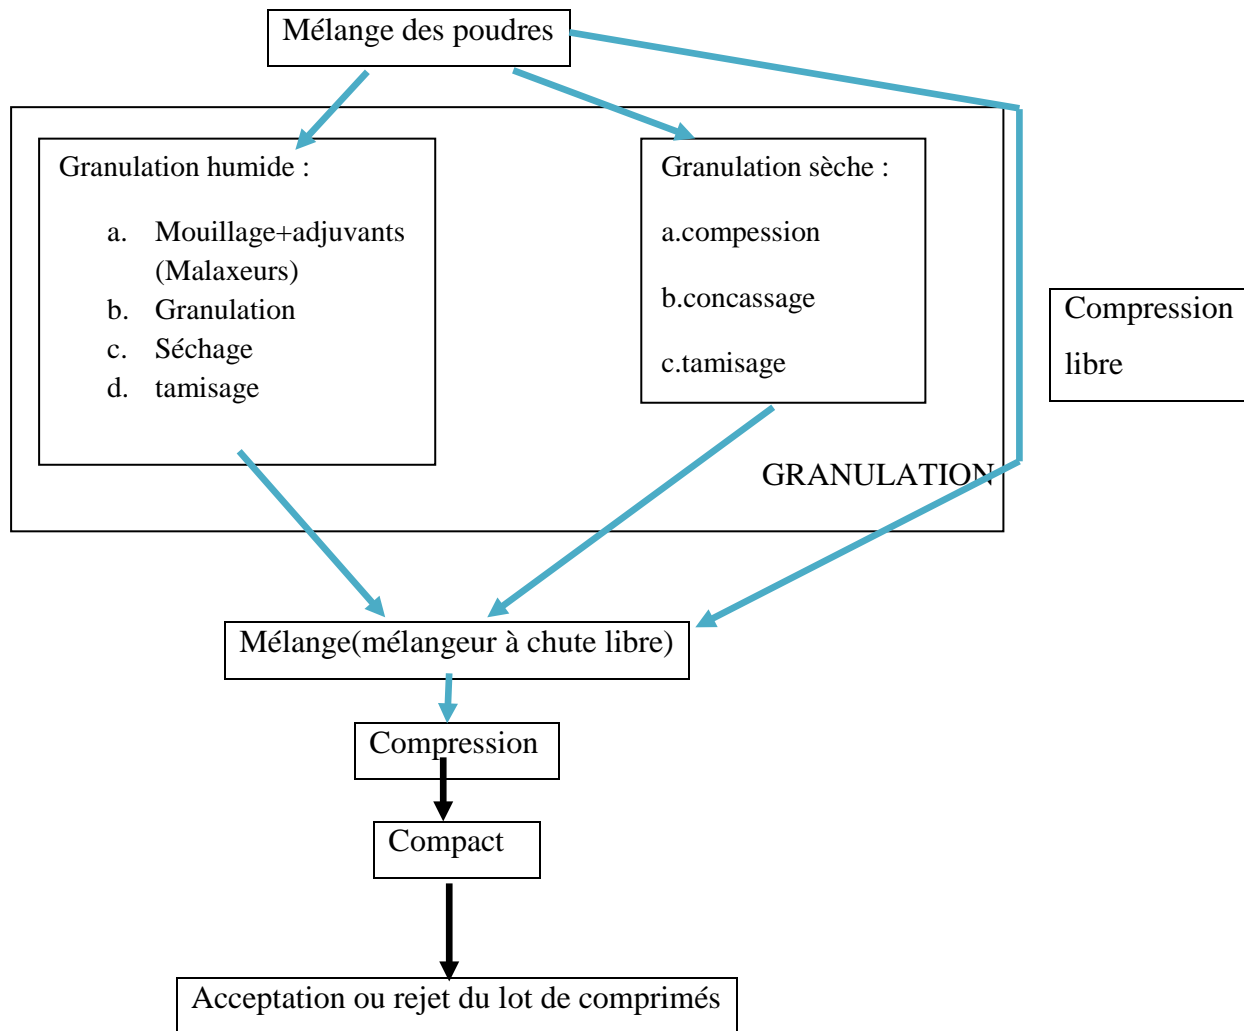 Mélange des poudres
Granulation humide :
a. Mouillage+adjuvants
(Malaxeurs)
b. Granulation
c. Séchage
d. tamisage
Granulation sèche :
a.compession
b.concassage
c.tamisage
Compression
libre
GRANULATION
Mélange(mélangeur à chute libre)
Compression
Compact
Acceptation ou rejet du lot de comprimés